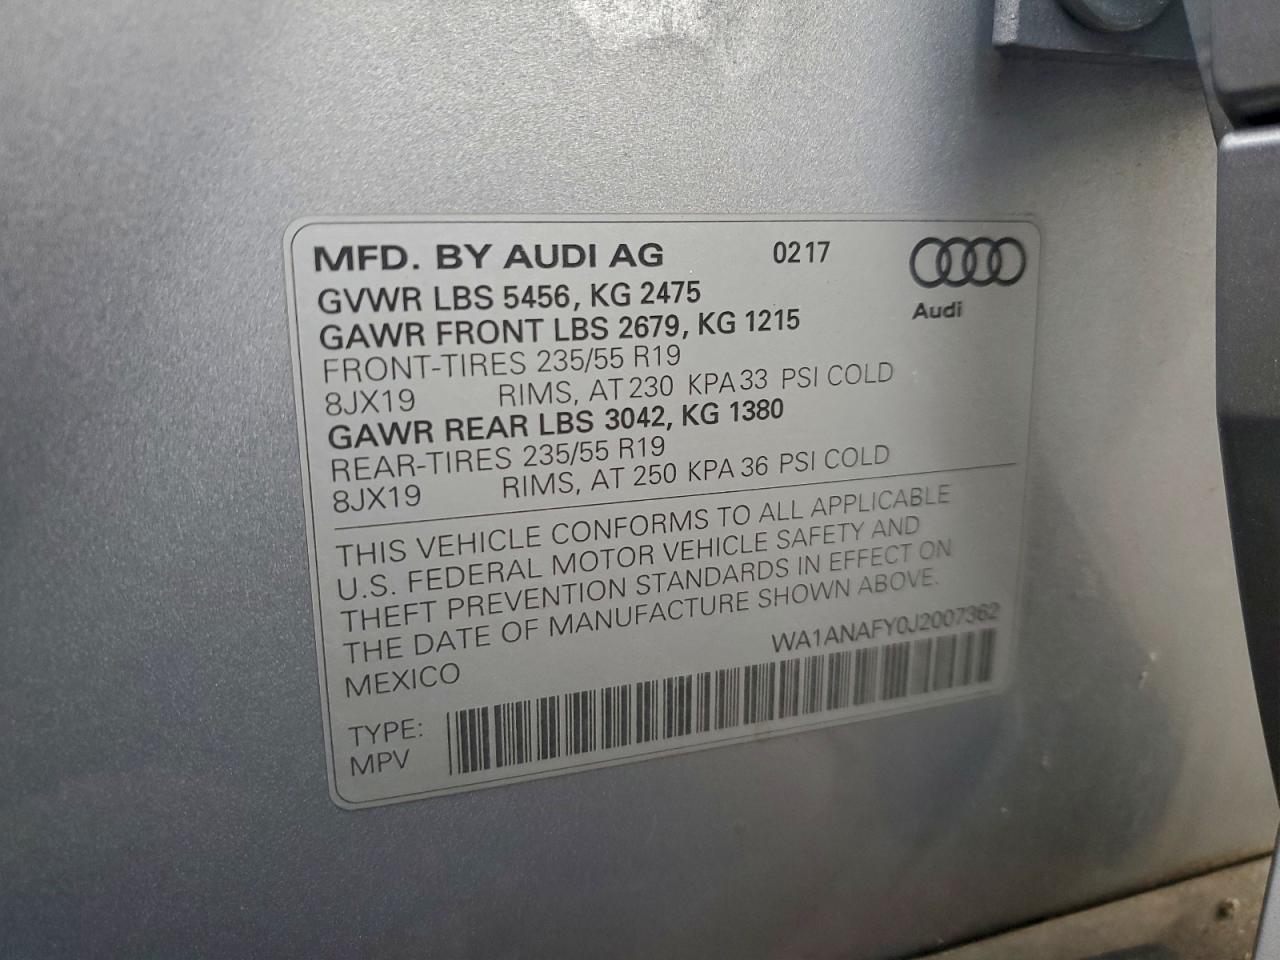 MFD. BY AUDI AG 0217
Audi
GVWR LBS 5456, KG 2475
GAWR FRONT LBS 2679, KG 1215
FRONT-TIRES 235/55 R19
8JX19 RIMS, AT 230 KPA 33 PSI COLD
GAWR REAR LBS 3042, KG 1380
REAR-TIRES 235/55 R19
8JX19 RIMS, AT 250 KPA 36 PSI COLD
THIS VEHICLE CONFORMS TO ALL APPLICABLE
U.S. FEDERAL MOTOR VEHICLE SAFETY AND
THEFT PREVENTION STANDARDS IN EFFECT ON
THE DATE OF MANUFACTURE SHOWN ABOVE.
MEXICO WA1ANAFY0J2007362
TYPE:
MPV